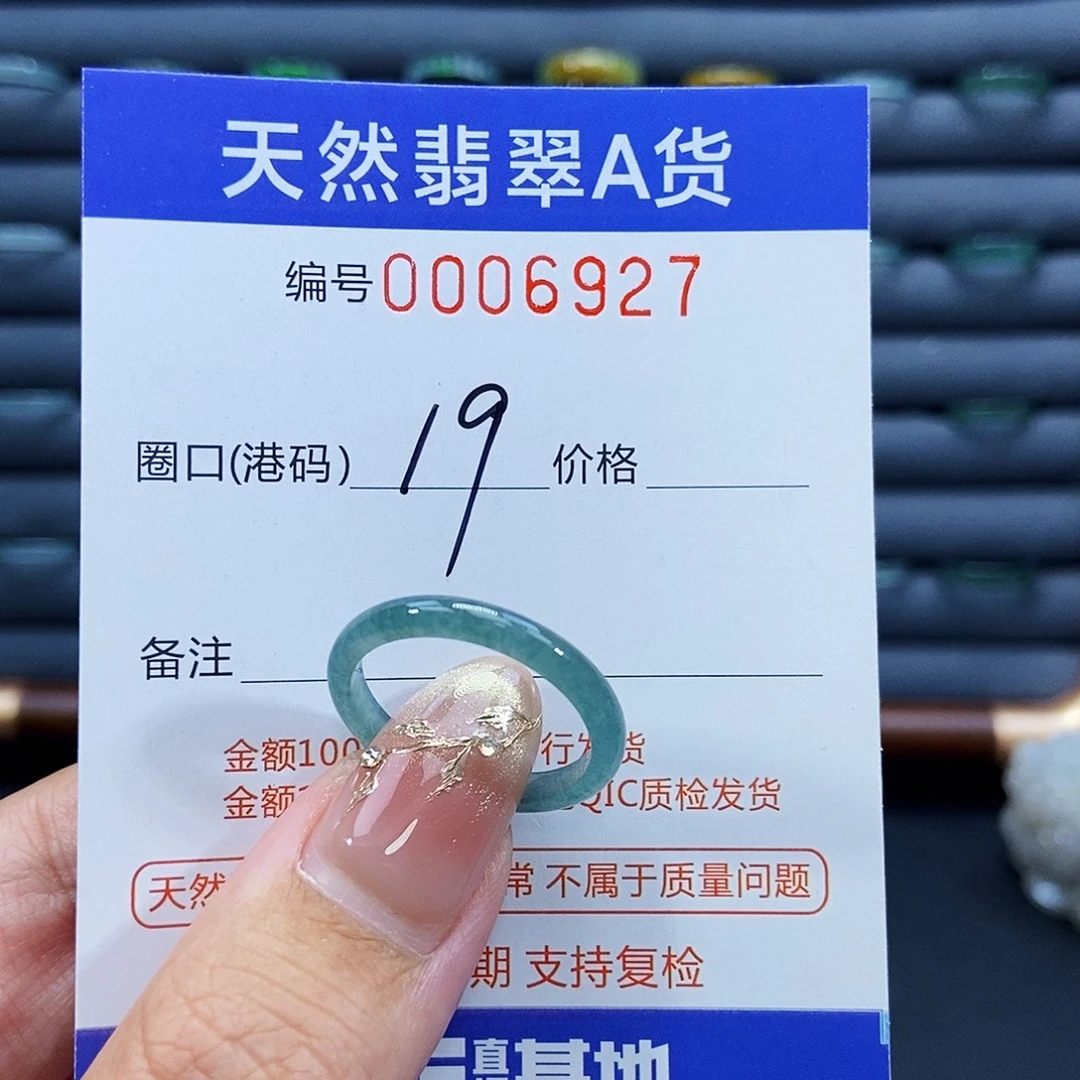 天然翡翠A货
编号0006927
圈口(港码) 19 价格
备注
金额100 行发货
金额 QIC质检发货
天然 常 不属于质量问题
期 支持复检
基地